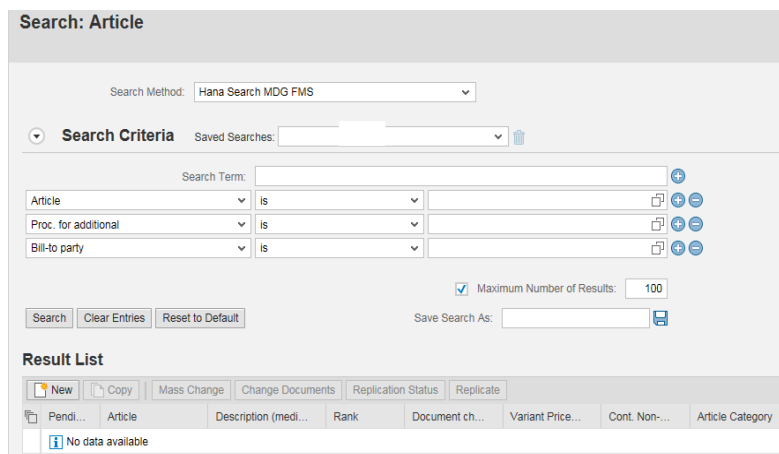 Search: Article
Search Method: Hana Search MDG FMS
Search Criteria Saved Searches:
Search Term:
Article is
Proc. for additional is
Bill-to party is
Maximum Number of Results: 100
Search Clear Entries Reset to Default Save Search As:
Result List
New Copy Mass Change Change Documents Replication Status Replicate
Pendi... Article Description (medi... Rank Document ch... Variant Price... Cont. Non-... Article Category
No data available